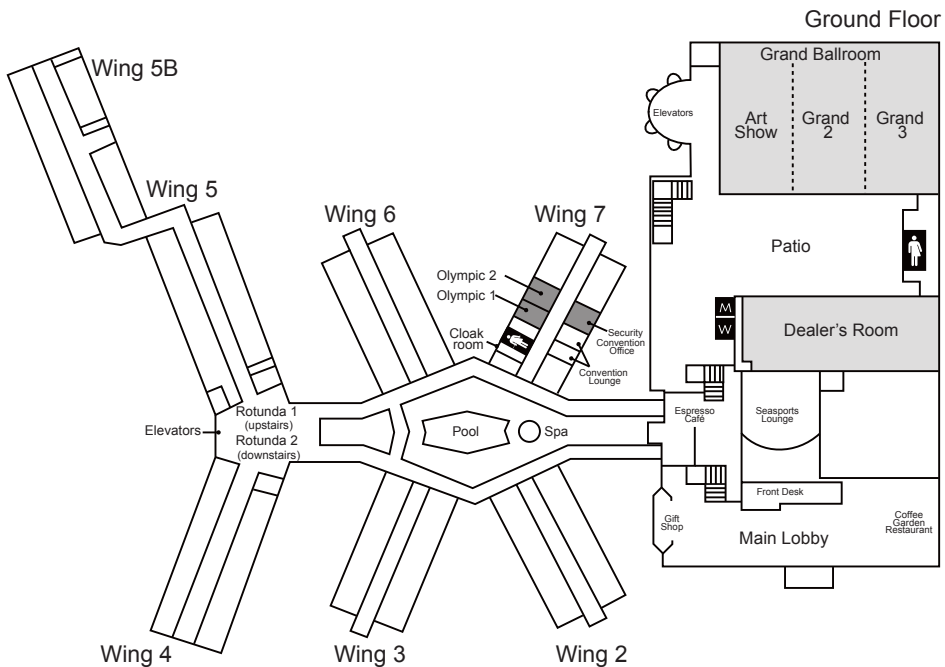 Ground Floor
Grand Ballroom
Wing 5B
Elevators
Art
Show
Grand
2
Grand
3
Wing 5
Wing 6
Wing 7
Patio
Olympic 2
Olympic 1
Cloak
room
Security
Convention
Office
Convention
Lounge
M
W
Dealer's Room
Rotunda 1
(upstairs)
Rotunda 2
(downstairs)
Elevators
Pool
Spa
Espresso
Café
Seasports
Lounge
Front Desk
Gift
Shop
Main Lobby
Coffee
Garden
Restaurant
Wing 4
Wing 3
Wing 2